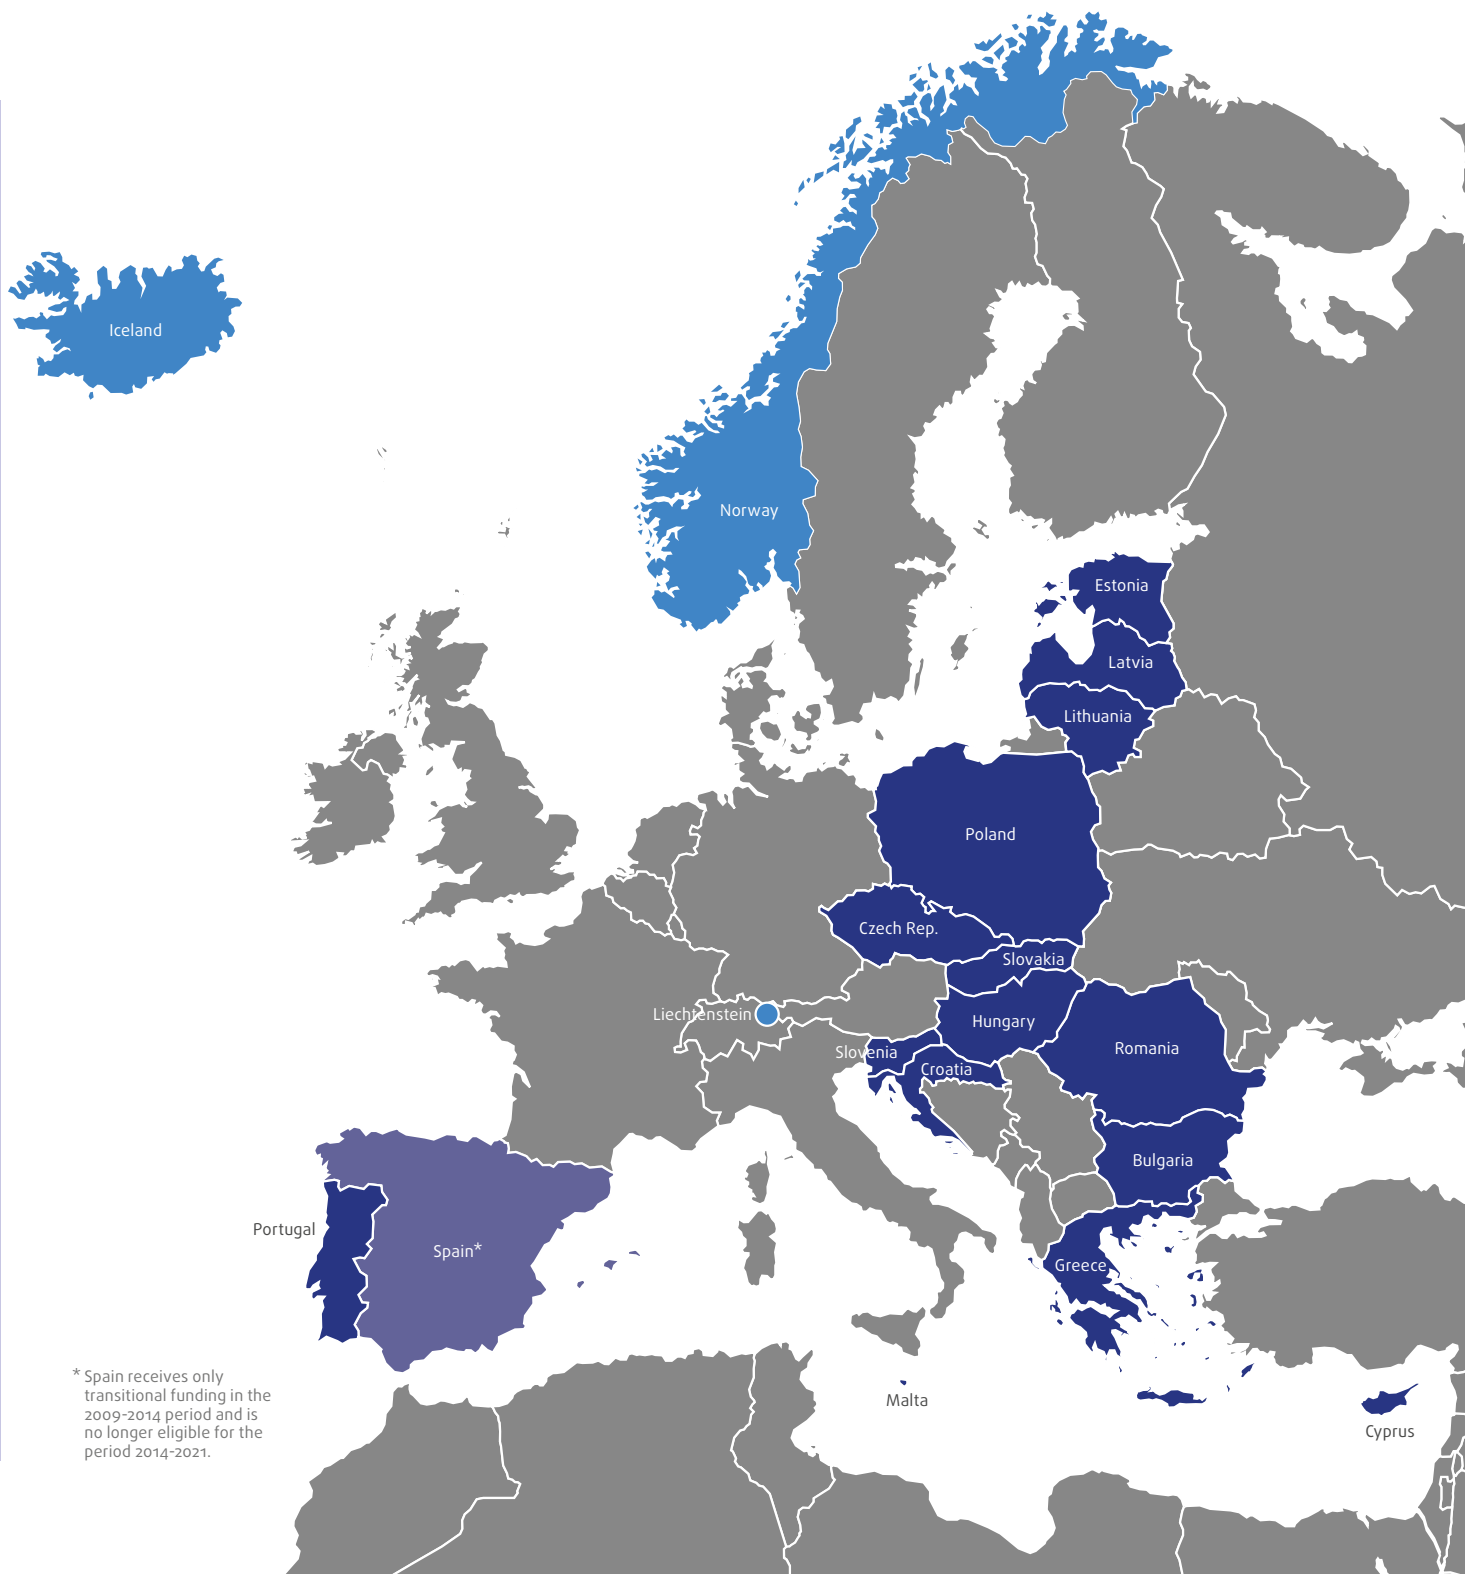 Iceland
Norway
Estonia
Latvia
Lithuania
Poland
Czech Rep.
Slovakia
Liechtenstein
Hungary
Romania
Slovenia
Croatia
Bulgaria
Portugal
Spain*
Greece
Malta
Cyprus
* Spain receives only
transitional funding in the
2009-2014 period and is
no longer eligible for the
period 2014-2021.